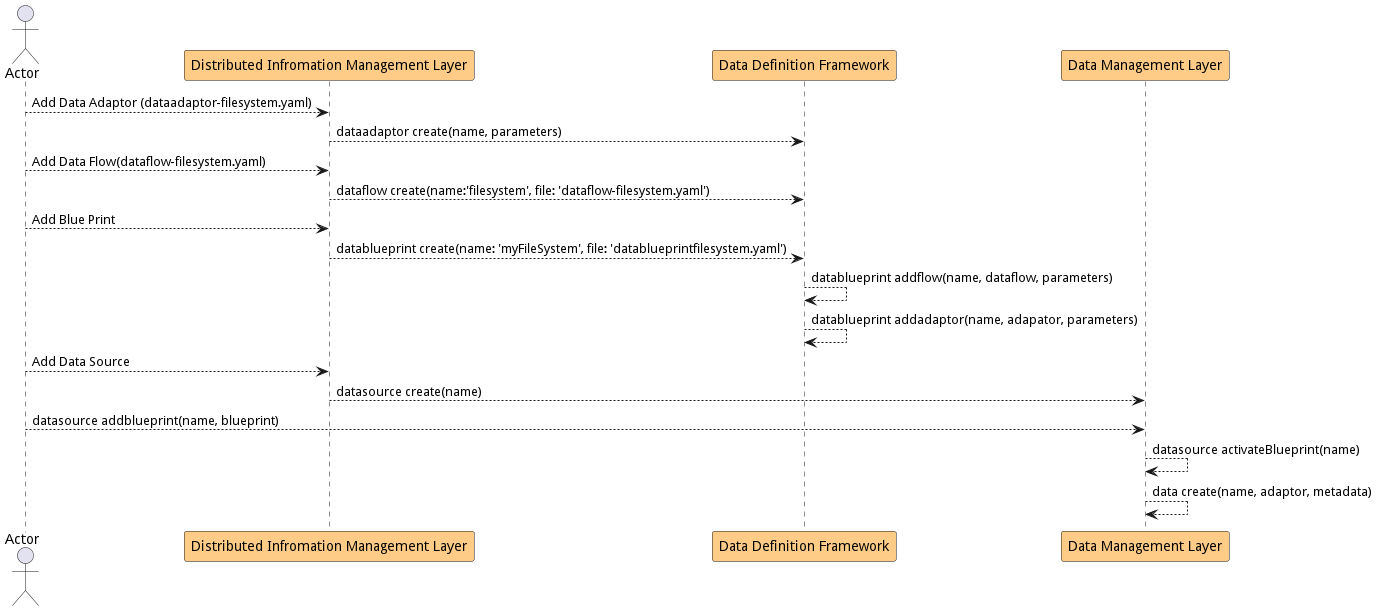 Actor
Distributed Infromation Management Layer
Data Definition Framework
Data Management Layer
Add Data Adaptor (dataadaptor-filesystem.yaml)
dataadaptor create(name, parameters)
Add Data Flow(dataflow-filesystem.yaml)
dataflow create(name:'filesystem', file: 'dataflow-filesystem.yaml')
Add Blue Print
datablueprint create(name: 'myFileSystem', file: 'datablueprintfilesystem.yaml')
datablueprint addflow(name, dataflow, parameters)
datablueprint addadaptor(name, adapator, parameters)
Add Data Source
datasource create(name)
datasource addblueprint(name, blueprint)
datasource activateBlueprint(name)
data create(name, adaptor, metadata)
Actor
Distributed Infromation Management Layer
Data Definition Framework
Data Management Layer